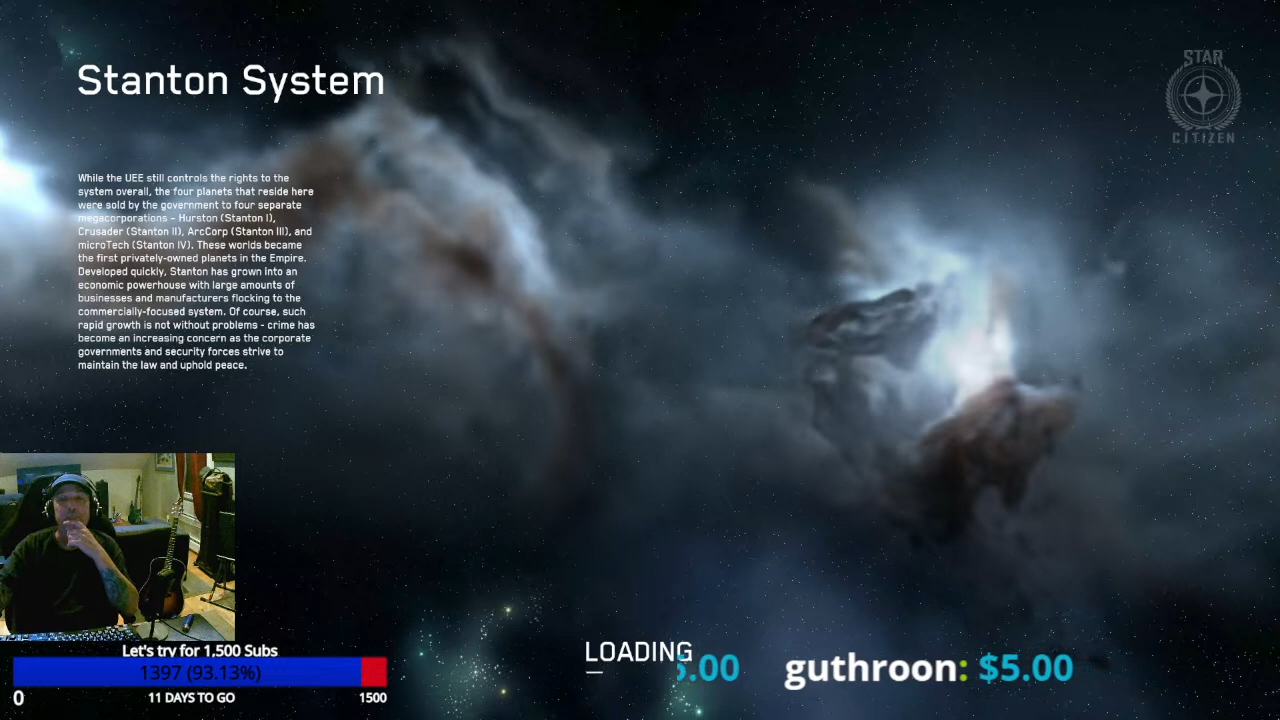 Stanton System
STAR
CITIZEN
While the UEE still controls the rights to the
system overall, the four planets that reside here
were sold by the government to four separate
megacorporations - Hurston (Stanton I),
Crusader (Stanton II), ArcCorp (Stanton III), and
microTech (Stanton IV). These worlds became
the first privately-owned planets in the Empire.
Developed quickly, Stanton has grown into an
economic powerhouse with large amounts of
businesses and manufacturers flocking to the
commercially-focused system. Of course, such
rapid growth is not without problems - crime has
become an increasing concern as the corporate
governments and security forces strive to
maintain the law and uphold peace.
Let's try for 1,500 Subs
1397 (93.13%)
0 11 DAYS TO GO 1500
LOADING
5.00 guthroon: $5.00